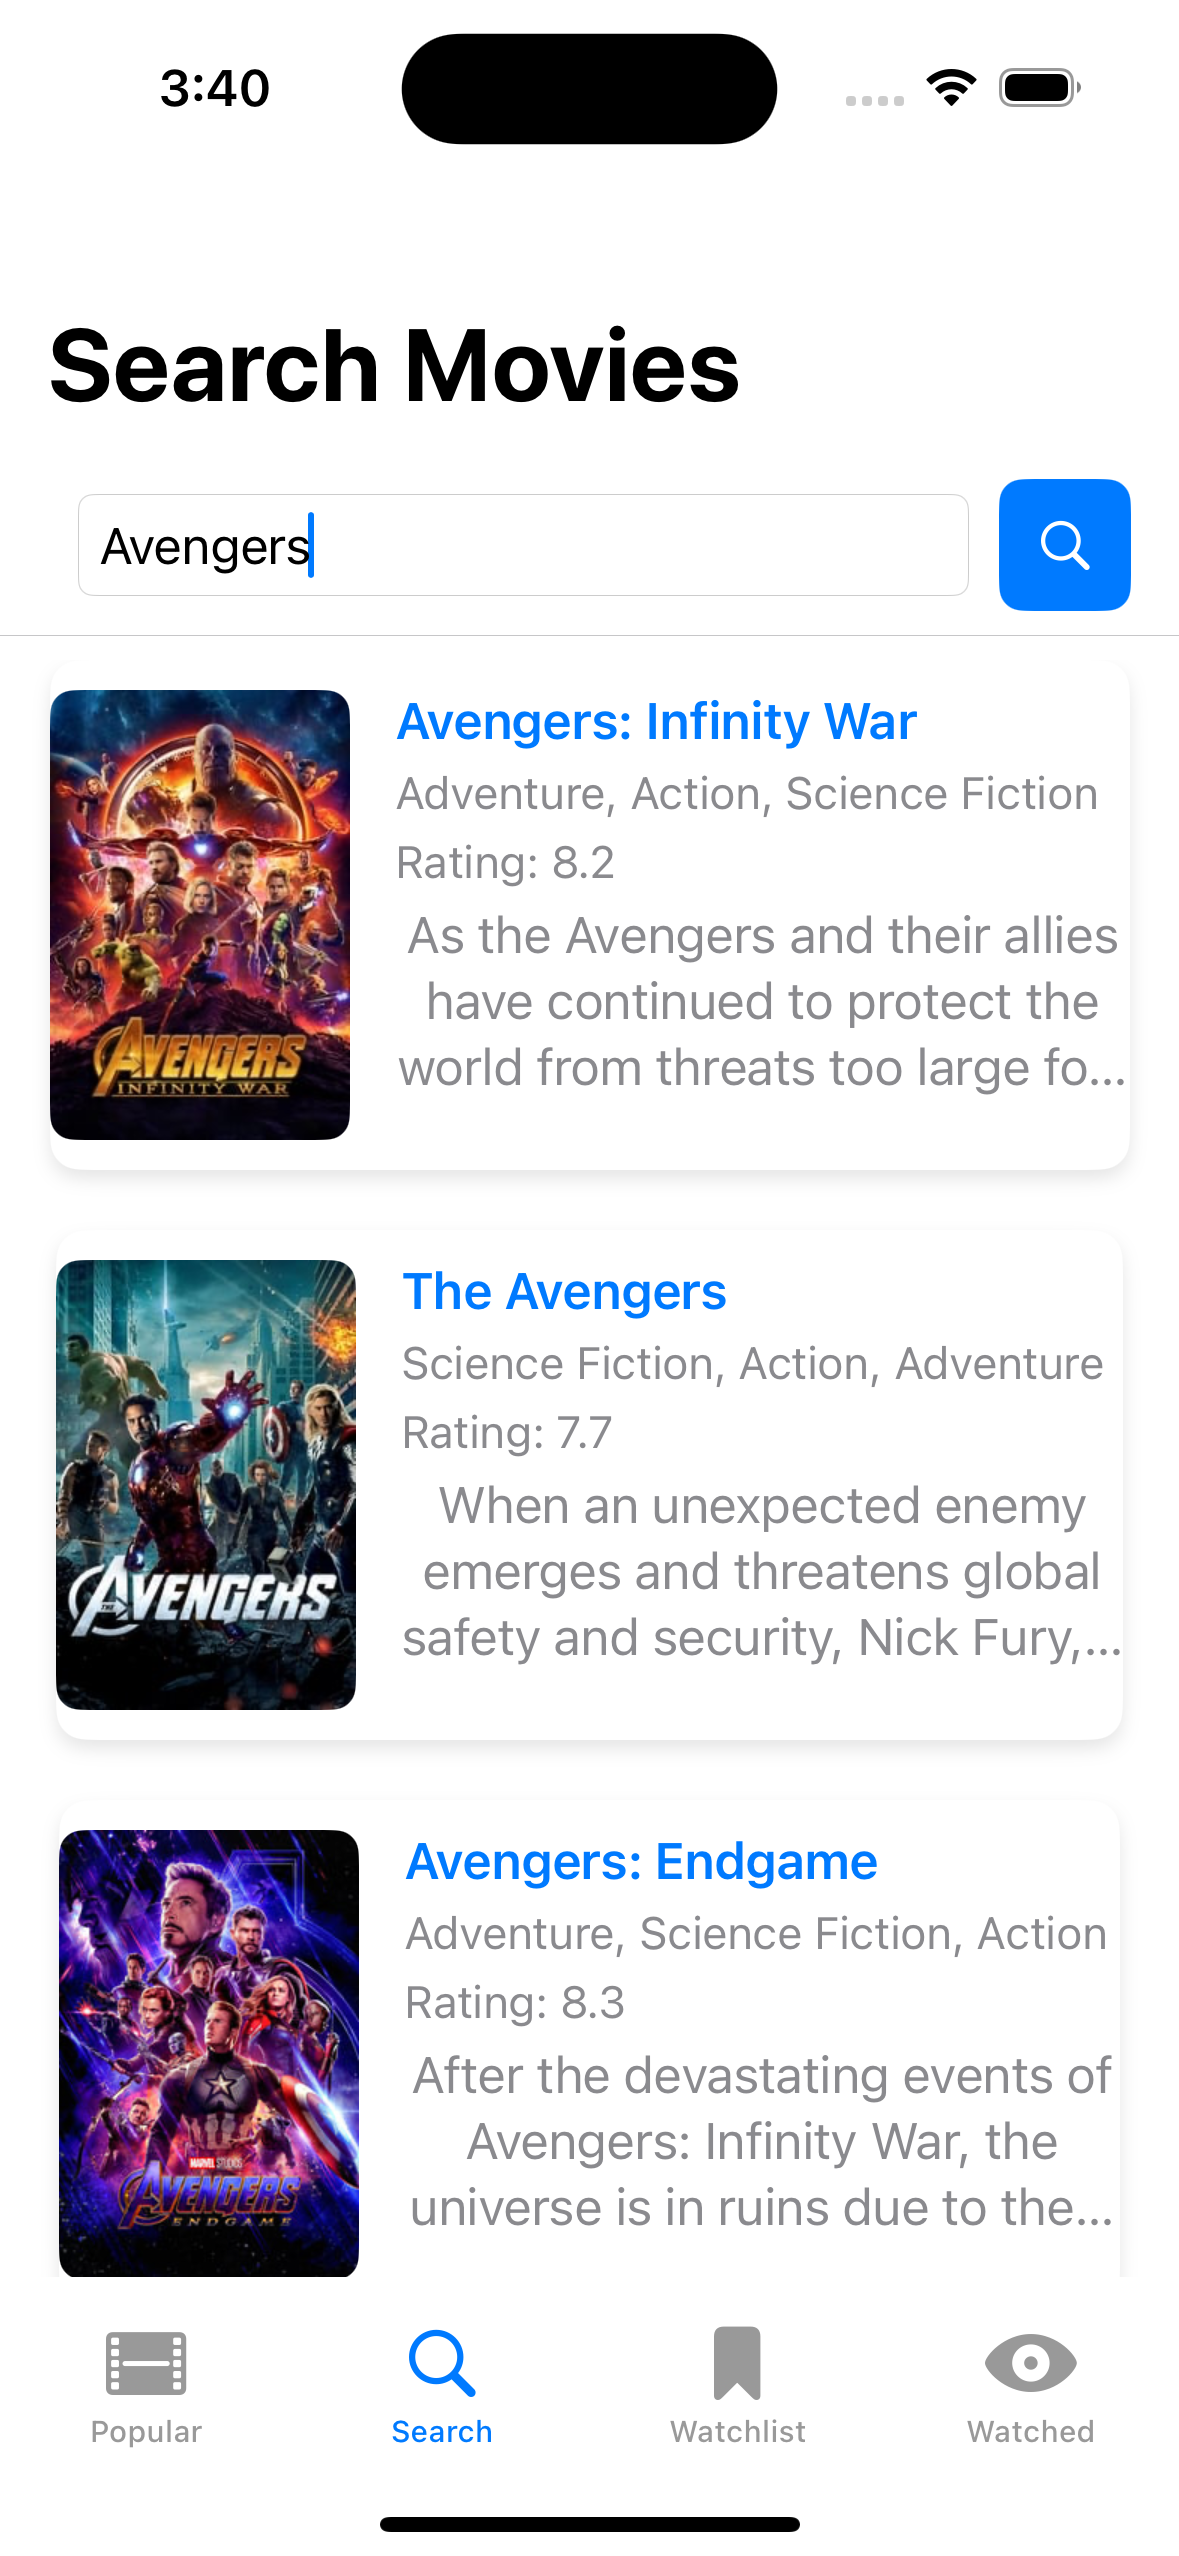 3:40
Search Movies
Avengers
Avengers: Infinity War
Adventure, Action, Science Fiction
Rating: 8.2
As the Avengers and their allies
have continued to protect the
world from threats too large fo...
AVENGERS
INFINITY WAR
The Avengers
Science Fiction, Action, Adventure
Rating: 7.7
When an unexpected enemy
emerges and threatens global
safety and security, Nick Fury,...
THE AVENGERS
Avengers: Endgame
Adventure, Science Fiction, Action
Rating: 8.3
After the devastating events of
Avengers: Infinity War, the
universe is in ruins due to the...
MARVEL STUDIOS
AVENGERS
ENDGAME
Popular
Search
Watchlist
Watched